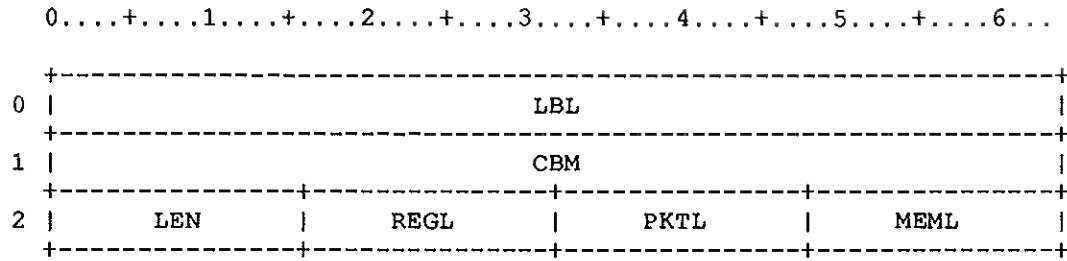 0....+....1....+....2....+....3....+....4....+....5....+....6...
+---------------------------------------------------------------+
0 |                              LBL                              |
+---------------------------------------------------------------+
1 |                              CBM                              |
+---------------+---------------+---------------+---------------+
2 |      LEN      |     REGL      |     PKTL      |     MEML      |
+---------------+---------------+---------------+---------------+